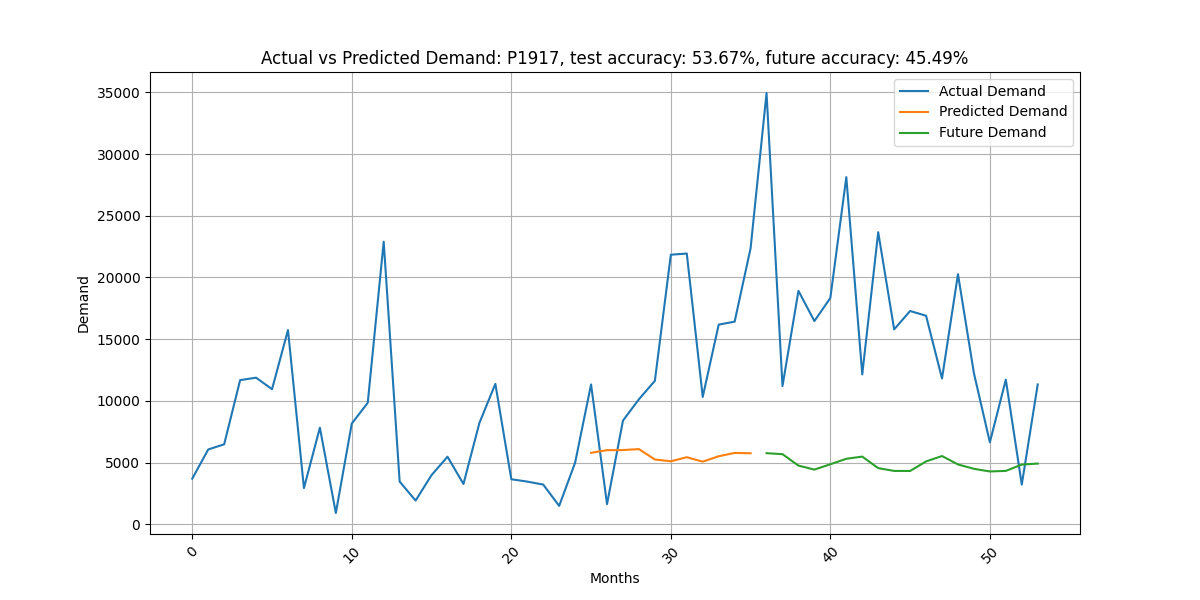 Actual vs Predicted Demand: P1917, test accuracy: 53.67%, future accuracy: 45.49%
Actual Demand
Predicted Demand
Future Demand
35000
30000
25000
20000
15000
10000
5000
0
Demand
0 10 20 30 40 50
Months